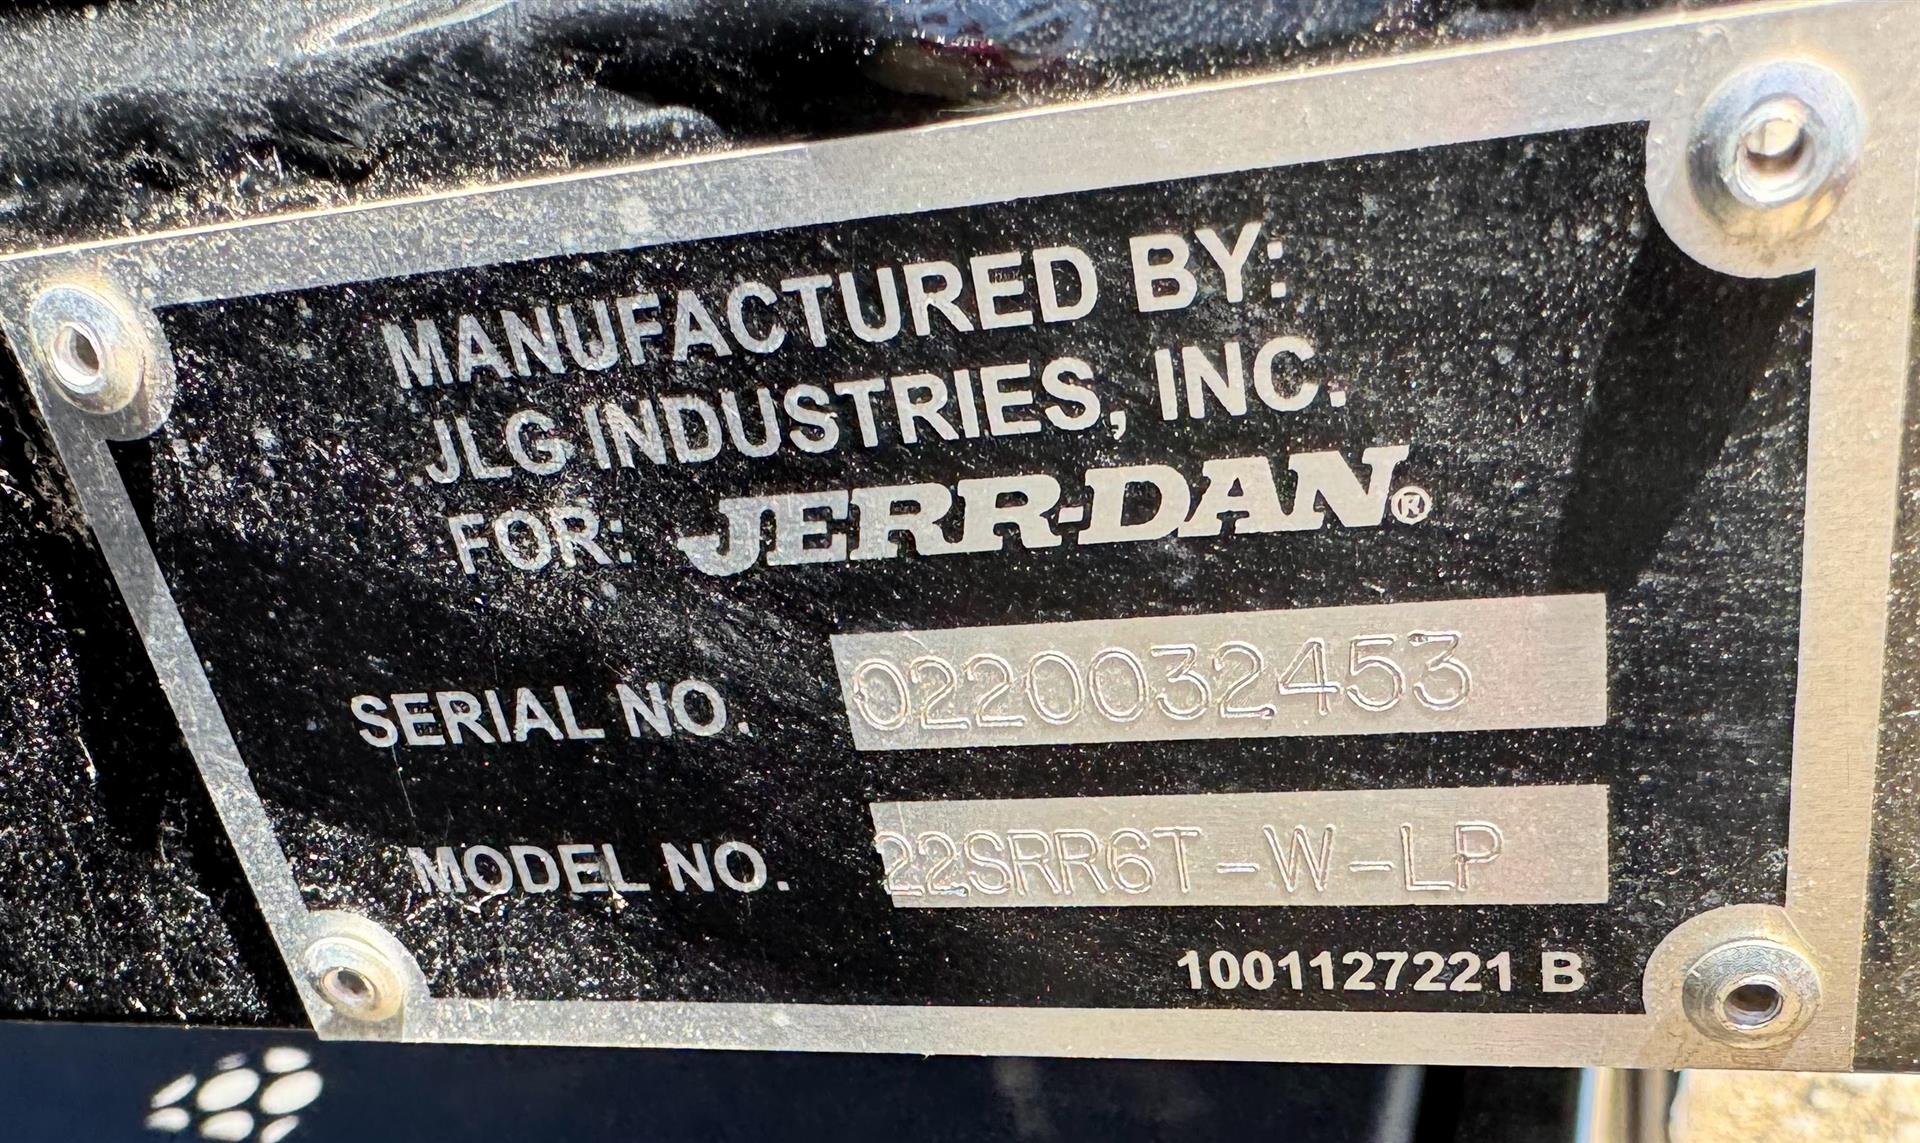 MANUFACTURED BY:
JLG INDUSTRIES, INC.
FOR: JERR-DAN®
SERIAL NO. 0220032453
MODEL NO. 22SRR6T-W-LP
1001127221 B